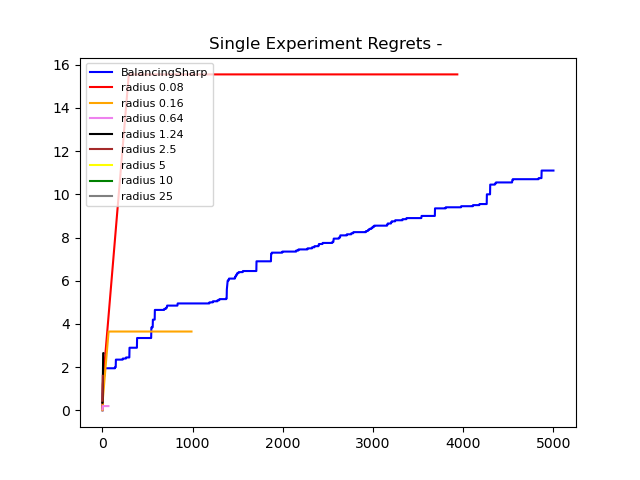 Single Experiment Regrets -
16
14
12
10
8
6
4
2
0
BalancingSharp
radius 0.08
radius 0.16
radius 0.64
radius 1.24
radius 2.5
radius 5
radius 10
radius 25
0 1000 2000 3000 4000 5000